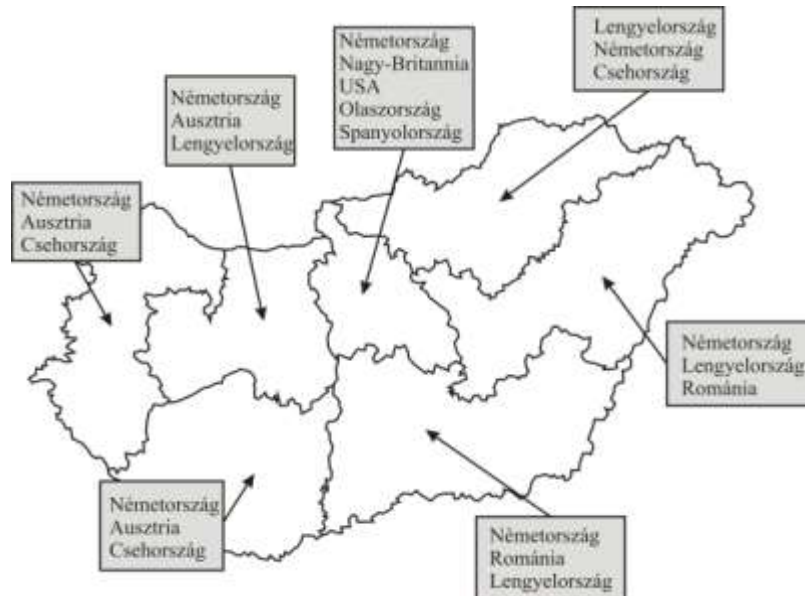 Németország
Nagy-Britannia
USA
Olaszország
Spanyolország
Lengyelország
Németország
Csehország
Németország
Ausztria
Lengyelország
Németország
Ausztria
Csehország
Németország
Lengyelország
Románia
Németország
Ausztria
Csehország
Németország
Románia
Lengyelország